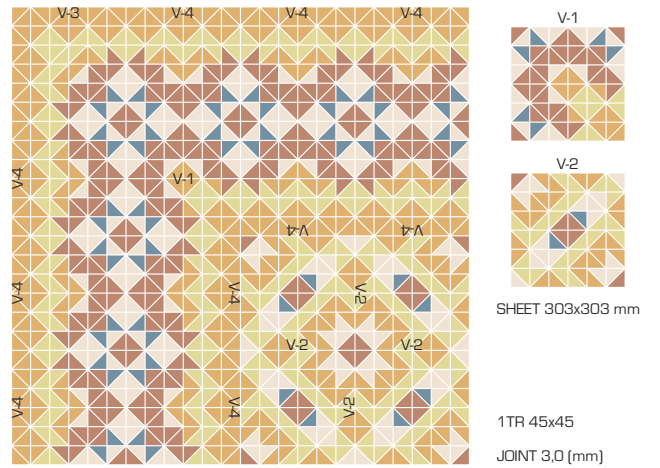 V-3 V-4 V-4 V-4
V-1
V-4
V-1
V-2
V-4 V-4
V-4 V-4 V-2
SHEET 303x303 mm
V-2 V-2
V-4 V-4 V-2
1TR 45x45
JOINT 3,0 (mm)